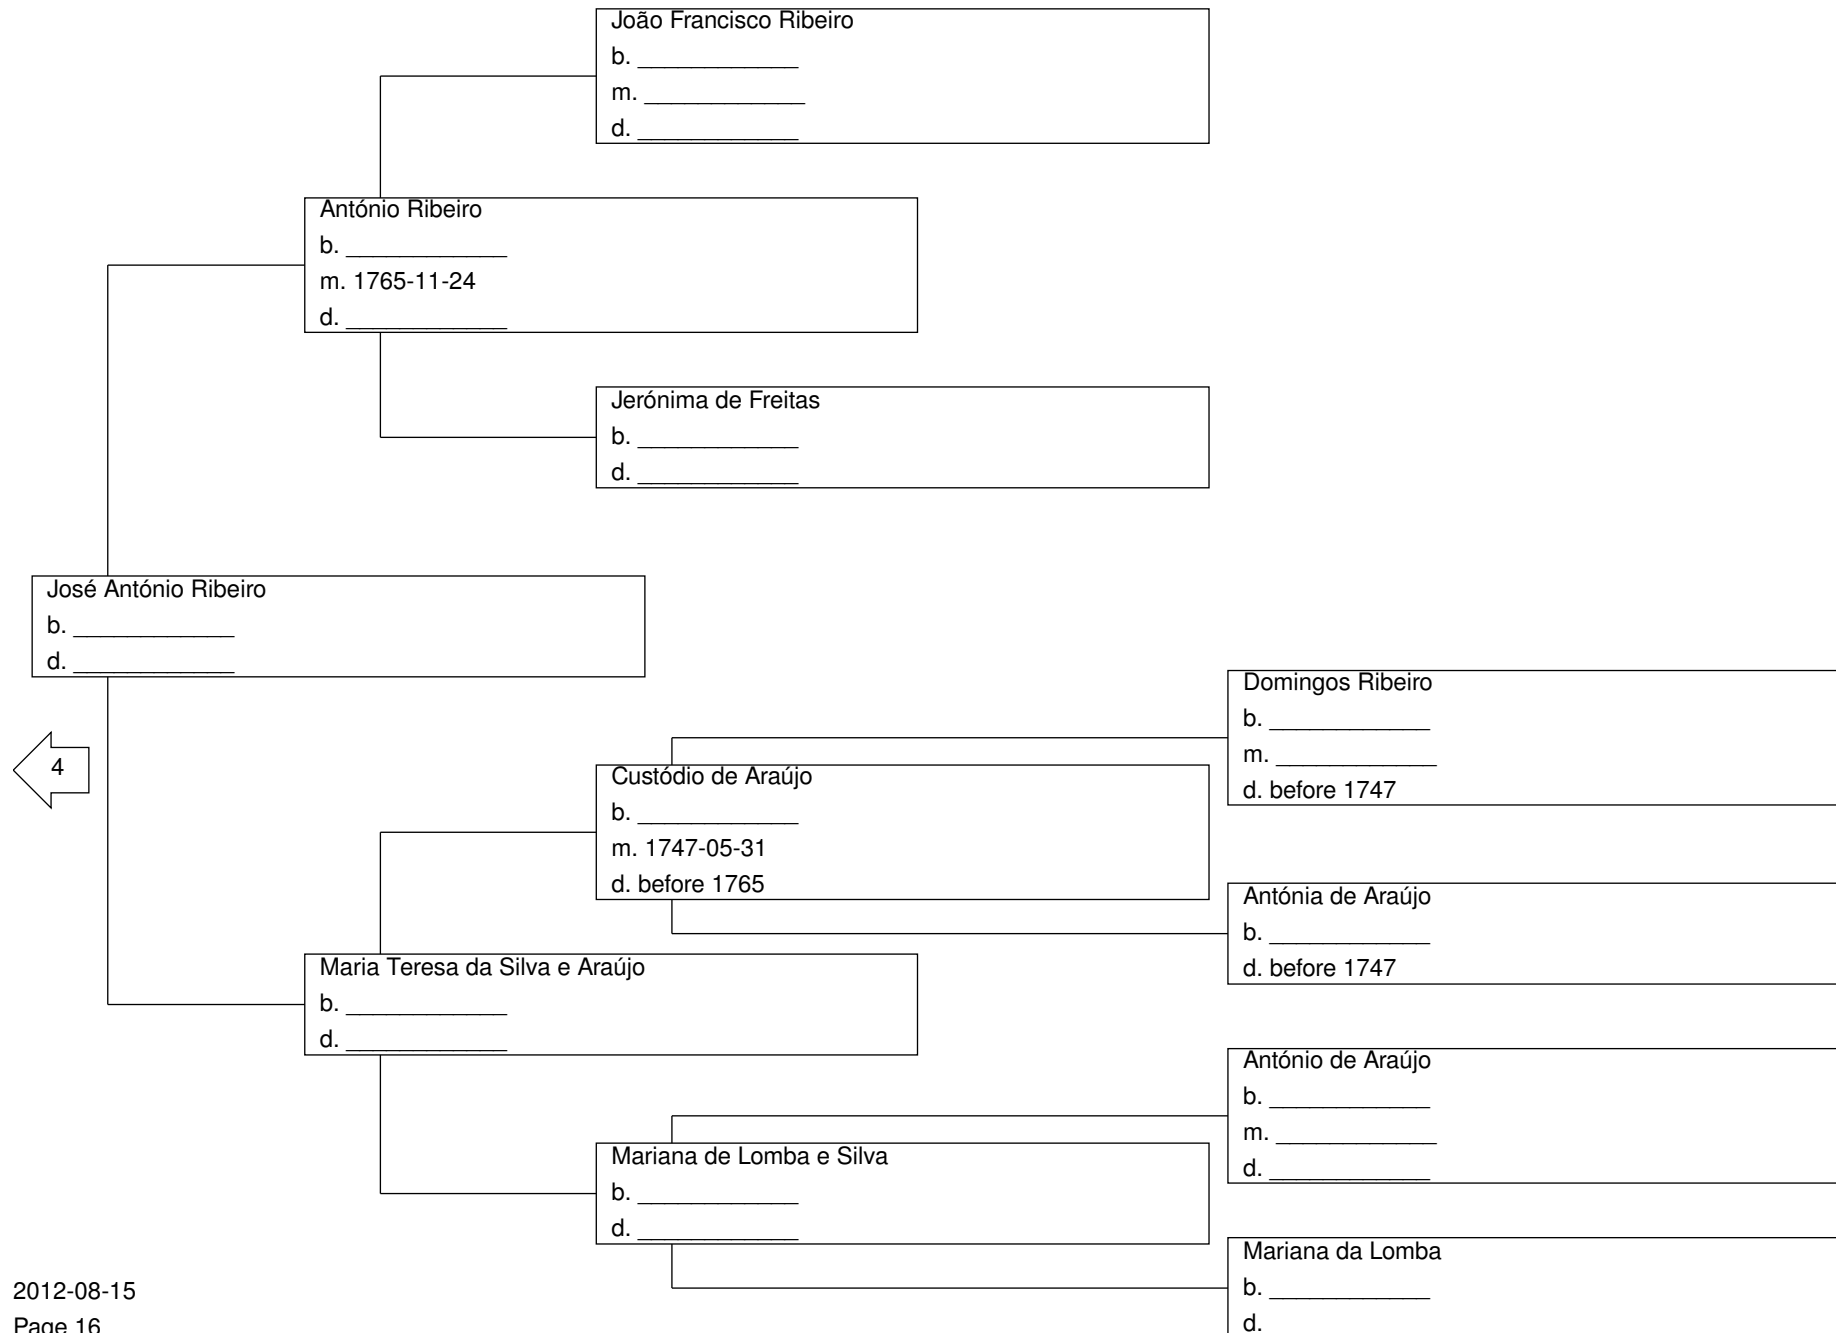 João Francisco Ribeiro
b. ____________
m. ____________
d. ____________
António Ribeiro
b. ____________
m. 1765-11-24
d. ____________
Jerónima de Freitas
b. ____________
d. ____________
José António Ribeiro
b. ____________
d. ____________
4
Domingos Ribeiro
b. ____________
m. ____________
d. before 1747
Custódio de Araújo
b. ____________
m. 1747-05-31
d. before 1765
Antónia de Araújo
b. ____________
d. before 1747
Maria Teresa da Silva e Araújo
b. ____________
d. ____________
António de Araújo
b. ____________
m. ____________
d. ____________
Mariana de Lomba e Silva
b. ____________
d. ____________
Mariana da Lomba
b. ____________
d.
2012-08-15
Page 16